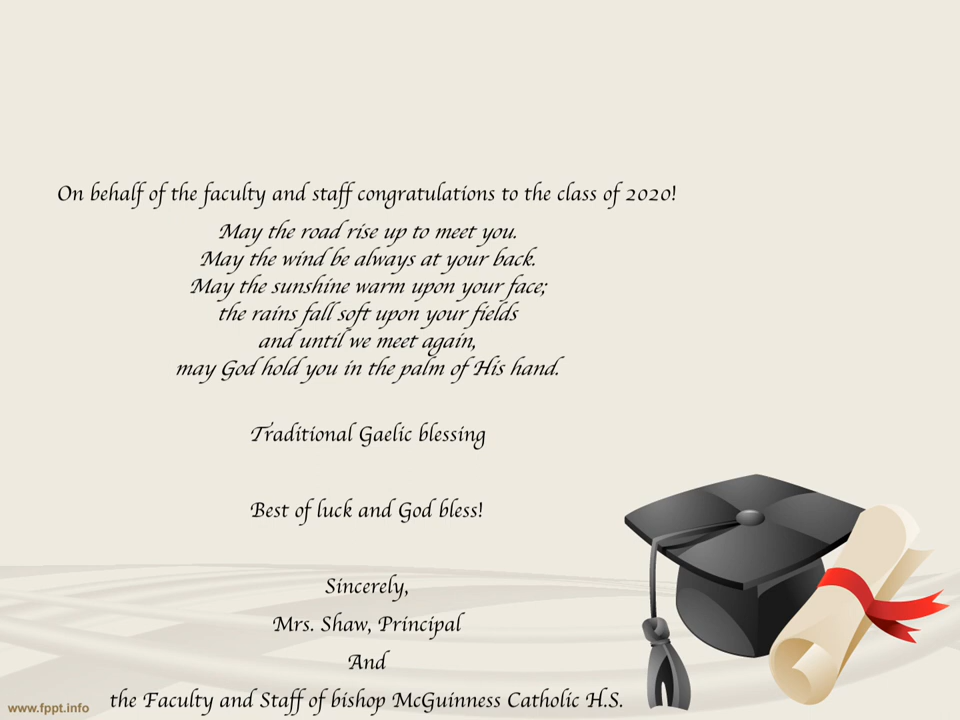 On behalf of the faculty and staff congratulations to the class of 2020!
May the road rise up to meet you.
May the wind be always at your back.
May the sunshine warm upon your face;
the rains fall soft upon your fields
and until we meet again,
may God hold you in the palm of His hand.
Traditional Gaelic blessing
Best of luck and God bless!
Sincerely,
Mrs. Shaw, Principal
And
the Faculty and Staff of bishop McGuinness Catholic H.S.
www.fppt.info